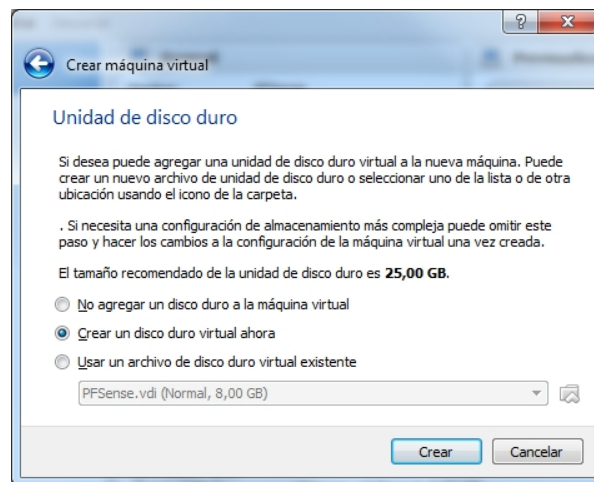 Crear máquina virtual
Unidad de disco duro
Si desea puede agregar una unidad de disco duro virtual a la nueva máquina. Puede
crear un nuevo archivo de unidad de disco duro o seleccionar uno de la lista o de otra
ubicación usando el icono de la carpeta.
. Si necesita una configuración de almacenamiento más compleja puede omitir este
paso y hacer los cambios a la configuración de la máquina virtual una vez creada.
El tamaño recomendado de la unidad de disco duro es 25,00 GB.
No agregar un disco duro a la máquina virtual
Crear un disco duro virtual ahora
Usar un archivo de disco duro virtual existente
PFSense.vdi (Normal, 8,00 GB)
Crear Cancelar